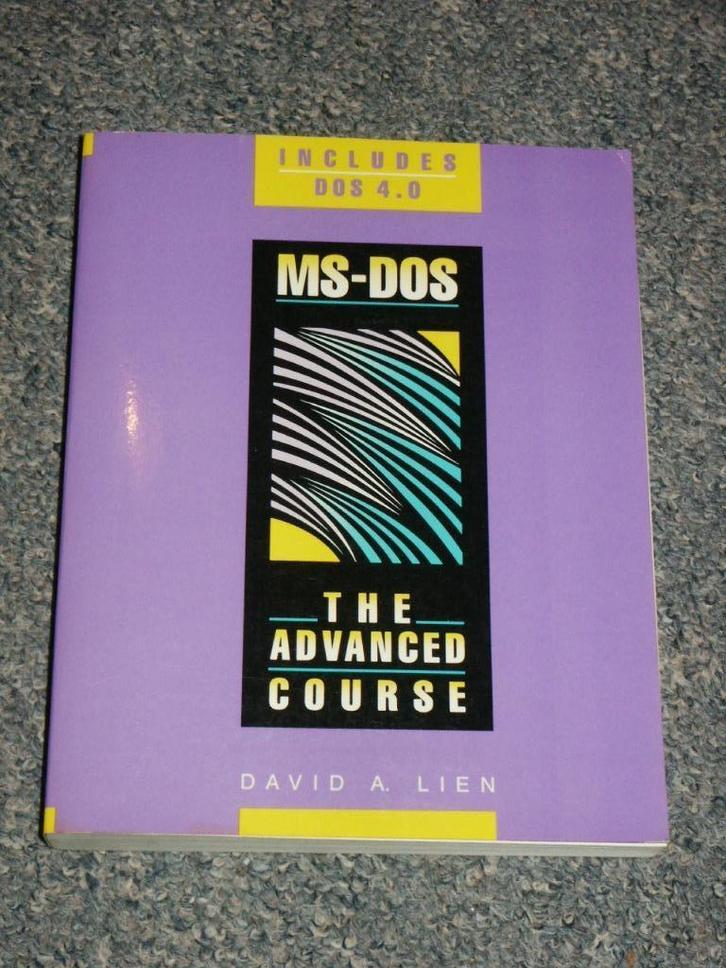 INCLUDES
DOS 4.0
MS-DOS
THE
ADVANCED
COURSE
DAVID A. LIEN